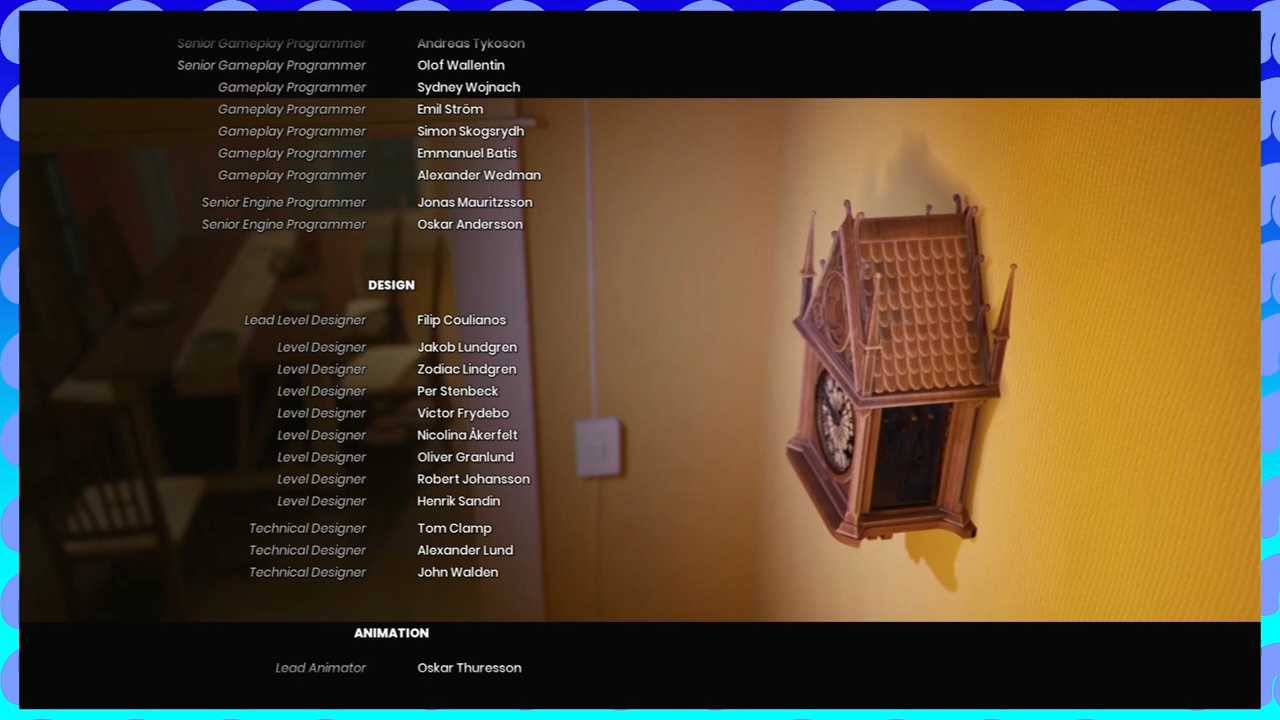 Senior Gameplay Programmer Andreas Tykoson
Senior Gameplay Programmer Olof Wallentin
Gameplay Programmer Sydney Wojnach
Gameplay Programmer Emil Ström
Gameplay Programmer Simon Skogsrydh
Gameplay Programmer Emmanuel Batis
Gameplay Programmer Alexander Wedman
Senior Engine Programmer Jonas Mauritzsson
Senior Engine Programmer Oskar Andersson
DESIGN
Lead Level Designer Filip Coulianos
Level Designer Jakob Lundgren
Level Designer Zodiac Lindgren
Level Designer Per Stenbeck
Level Designer Victor Frydebo
Level Designer Nicolina Åkerfelt
Level Designer Oliver Granlund
Level Designer Robert Johansson
Level Designer Henrik Sandin
Technical Designer Tom Clamp
Technical Designer Alexander Lund
Technical Designer John Walden
ANIMATION
Lead Animator Oskar Thuresson